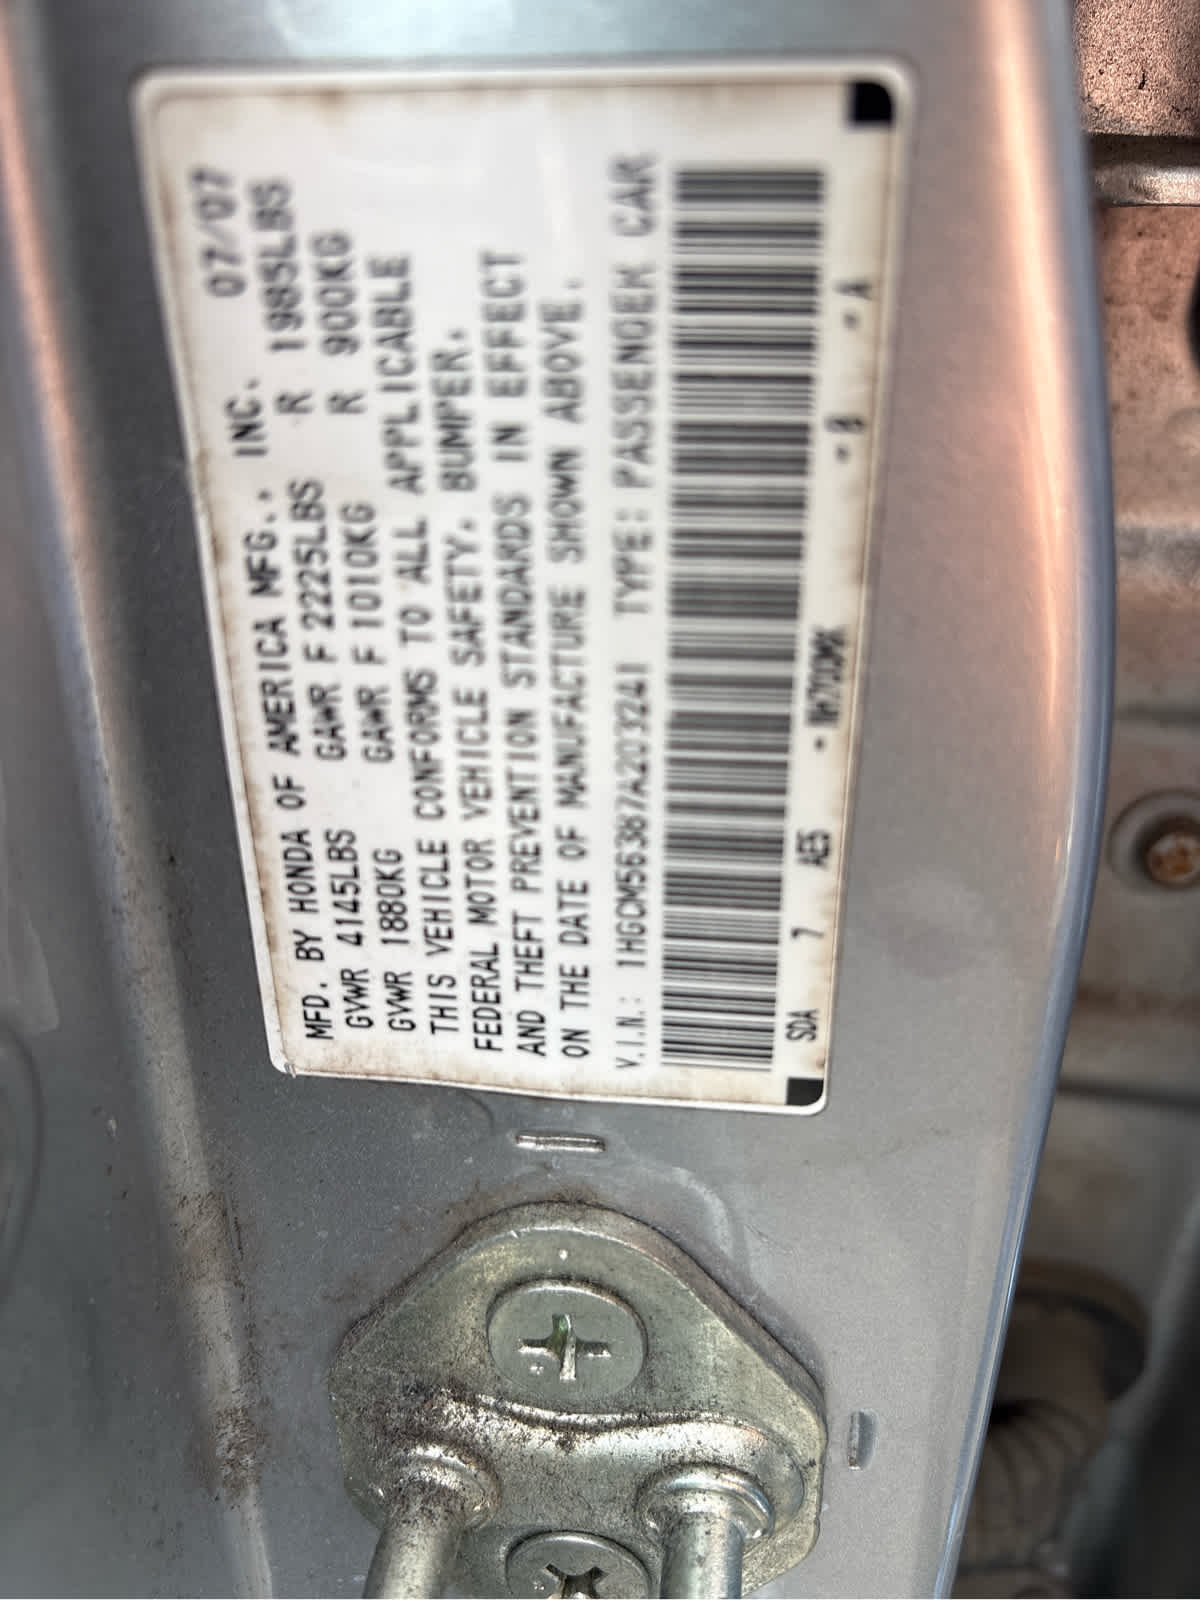 MFD. BY HONDA OF AMERICA MFG., INC. 07/07
GVWR 4145LBS GAWR F 2225LBS R 1985LBS
GVWR 1880KG GAWR F 1010KG R 900KG
THIS VEHICLE CONFORMS TO ALL APPLICABLE
FEDERAL MOTOR VEHICLE SAFETY, BUMPER,
AND THEFT PREVENTION STANDARDS IN EFFECT
ON THE DATE OF MANUFACTURE SHOWN ABOVE.
V.I.N.: 1HGCM56387A203241 TYPE: PASSENGER CAR
SDA 7 AES - -A